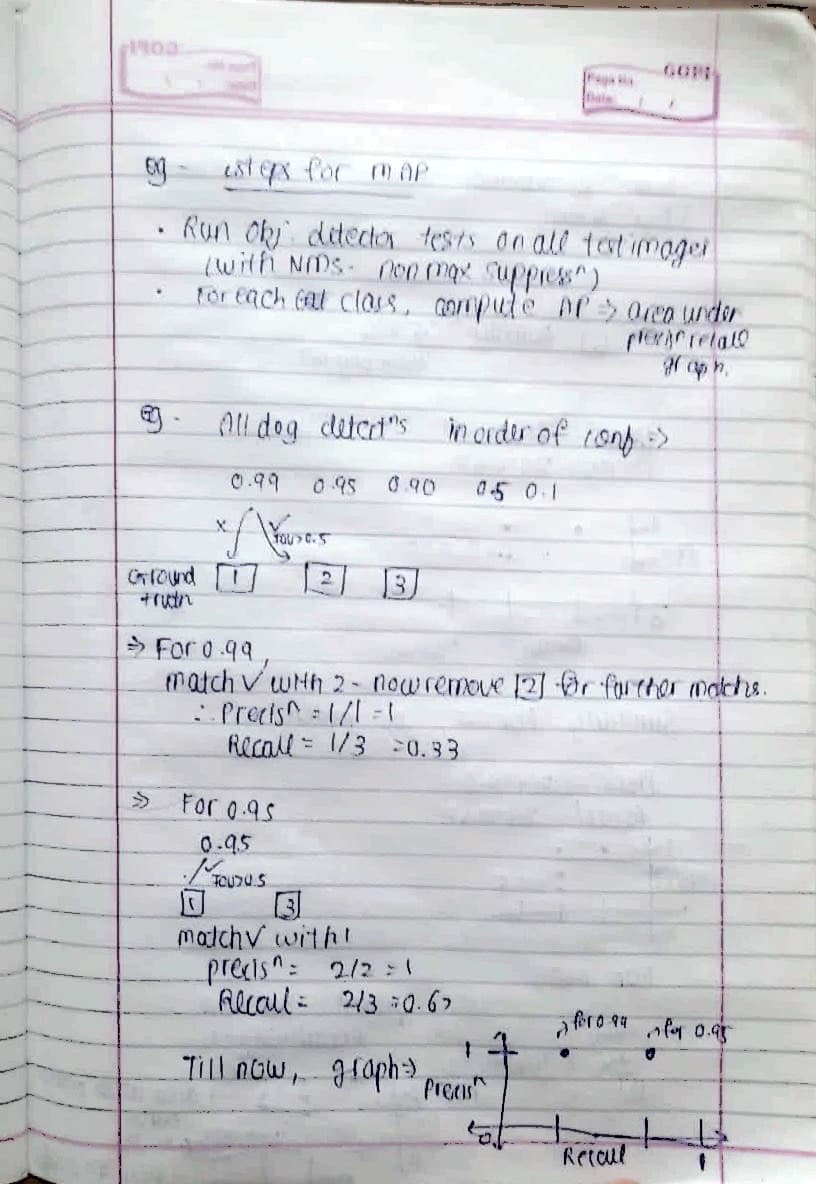 GOPI
Page No.
Date: / /
Eg - steps for mAP
• Run obj. detector tests on all test images
(with NMS - non max suppressⁿ)
• For each cat class, compute AP ⇒ area under
precisⁿ recall
graph.
Eg - All dog detectⁿs in order of conf ⇒
0.99 0.95 0.90 0.5 0.1
x ✓ IOU>0.5
Ground 1 2 3
truth
⇒ For 0.99,
match ✓ with 2 - now remove [2] for further matchs.
∴ Precisⁿ = 1/1 = 1
Recall = 1/3 = 0.33
⇒ For 0.95
0.95
✓ IOU>0.5
1 3
match ✓ with 1
precisⁿ = 2/2 = 1
Recall = 2/3 = 0.67
for 0.99 for 0.95
Till now, graph ⇒ 1
Precisⁿ
0 1
Recall